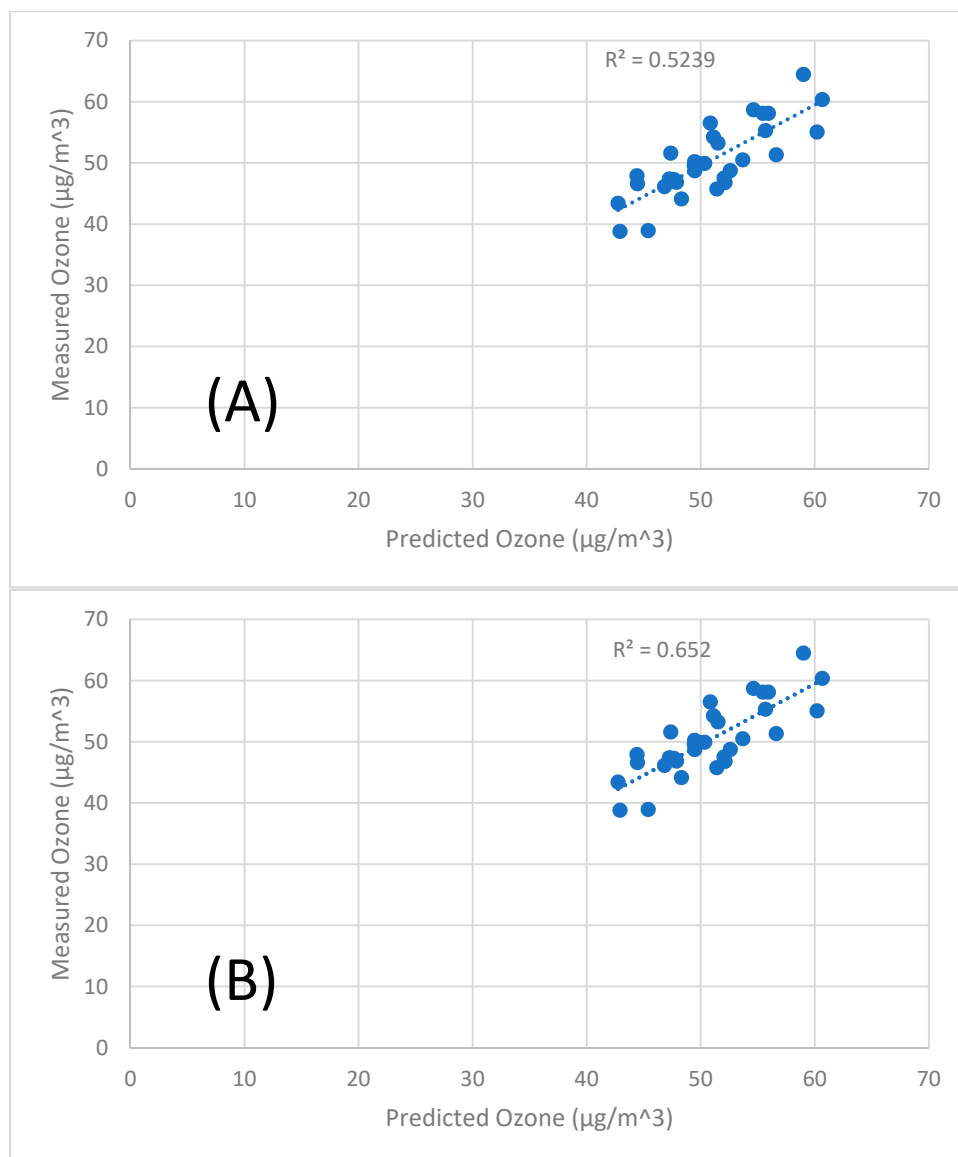 70
R² = 0.5239
60
50
40
30
20
10
0
Measured Ozone (µg/m^3)
(A)
0 10 20 30 40 50 60 70
Predicted Ozone (µg/m^3)
70
R² = 0.652
60
50
40
30
20
10
0
Measured Ozone (µg/m^3)
(B)
0 10 20 30 40 50 60 70
Predicted Ozone (µg/m^3)